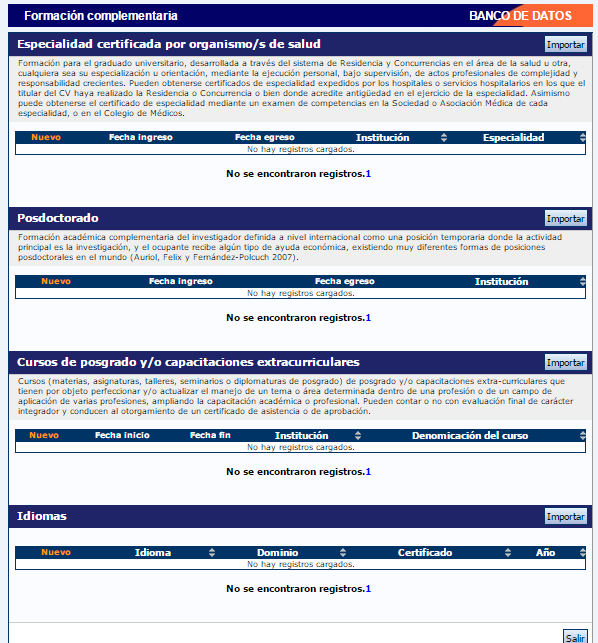 Formación complementaria
BANCO DE DATOS
Especialidad certificada por organismo/s de salud
Importar
Formación para el graduado universitario, desarrollada a través del sistema de Residencia y Concurrencias en el área de la salud u otra,
cualquiera sea su especialización u orientación, mediante la ejecución personal, bajo supervisión, de actos profesionales de complejidad y
responsabilidad crecientes. Pueden obtenerse certificados de especialidad expedidos por los hospitales o servicios hospitalarios en los que el
titular del CV haya realizado la Residencia o Concurrencia o bien donde acredite antigüedad en el ejercicio de la especialidad. Asimismo
puede obtenerse el certificado de especialidad mediante un examen de competencias en la Sociedad o Asociación Médica de cada
especialidad, o en el Colegio de Médicos.
Nuevo Fecha ingreso Fecha egreso Institución Especialidad
No hay registros cargados.
No se encontraron registros.1
Posdoctorado
Importar
Formación académica complementaria del investigador definida a nivel internacional como una posición temporaria donde la actividad
principal es la investigación, y el ocupante recibe algún tipo de ayuda económica, existiendo muy diferentes formas de posiciones
posdoctorales en el mundo (Auriol, Felix y Fernández-Polcuch 2007).
Nuevo Fecha ingreso Fecha egreso Institución
No hay registros cargados.
No se encontraron registros.1
Cursos de posgrado y/o capacitaciones extracurriculares
Importar
Cursos (materias, asignaturas, talleres, seminarios o diplomaturas de posgrado) de posgrado y/o capacitaciones extra-curriculares que
tienen por objeto perfeccionar y/o actualizar el manejo de un tema o área determinada dentro de una profesión o de un campo de
aplicación de varias profesiones, ampliando la capacitación académica o profesional. Pueden contar o no con evaluación final de carácter
integrador y conducen al otorgamiento de un certificado de asistencia o de aprobación.
Nuevo Fecha inicio Fecha fin Institución Denomicación del curso
No hay registros cargados.
No se encontraron registros.1
Idiomas
Importar
Nuevo Idioma Dominio Certificado Año
No hay registros cargados.
No se encontraron registros.1
Salir